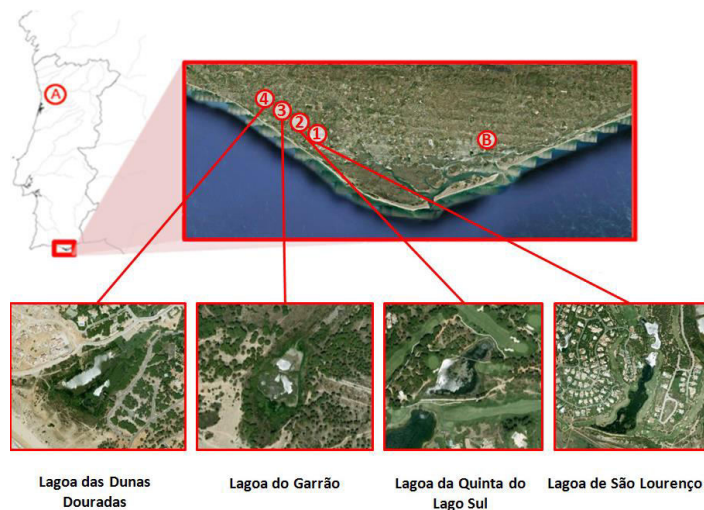 A
4
3
2
1
B
Lagoa das Dunas
Douradas
Lagoa do Garrão
Lagoa da Quinta do
Lago Sul
Lagoa de São Lourenço